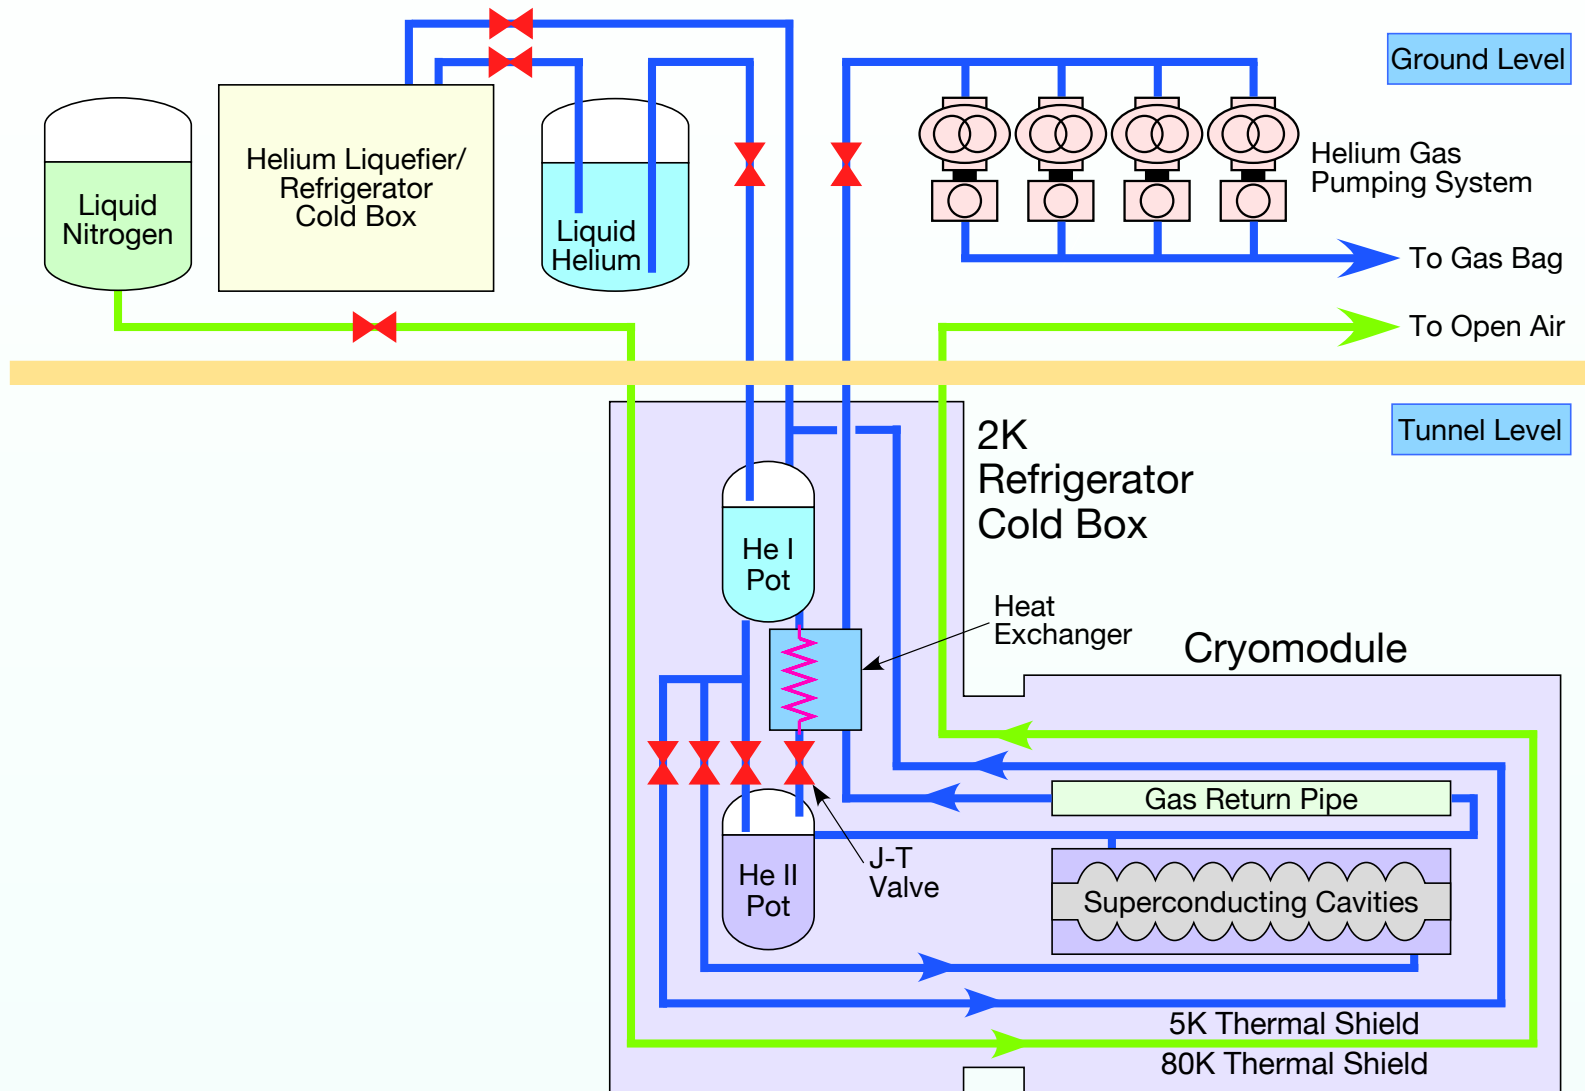 Ground Level
Helium Liquefier/
Refrigerator
Cold Box
Liquid
Nitrogen
Liquid
Helium
Helium Gas
Pumping System
To Gas Bag
To Open Air
Tunnel Level
2K
Refrigerator
Cold Box
He I
Pot
Heat
Exchanger
Cryomodule
Gas Return Pipe
J-T
Valve
He II
Pot
Superconducting Cavities
5K Thermal Shield
80K Thermal Shield